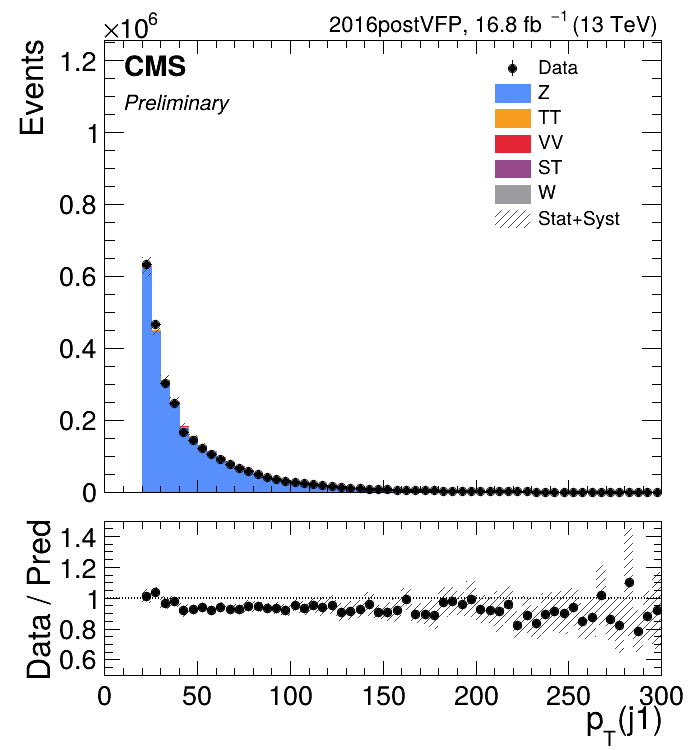 ×10⁶
2016postVFP, 16.8 fb ⁻¹ (13 TeV)
CMS
Preliminary
Events
1.2
1
0.8
0.6
0.4
0.2
0
Data
Z
TT
VV
ST
W
Stat+Syst
Data / Pred
1.4
1.2
1
0.8
0.6
0 50 100 150 200 250 300
p_T(j1)